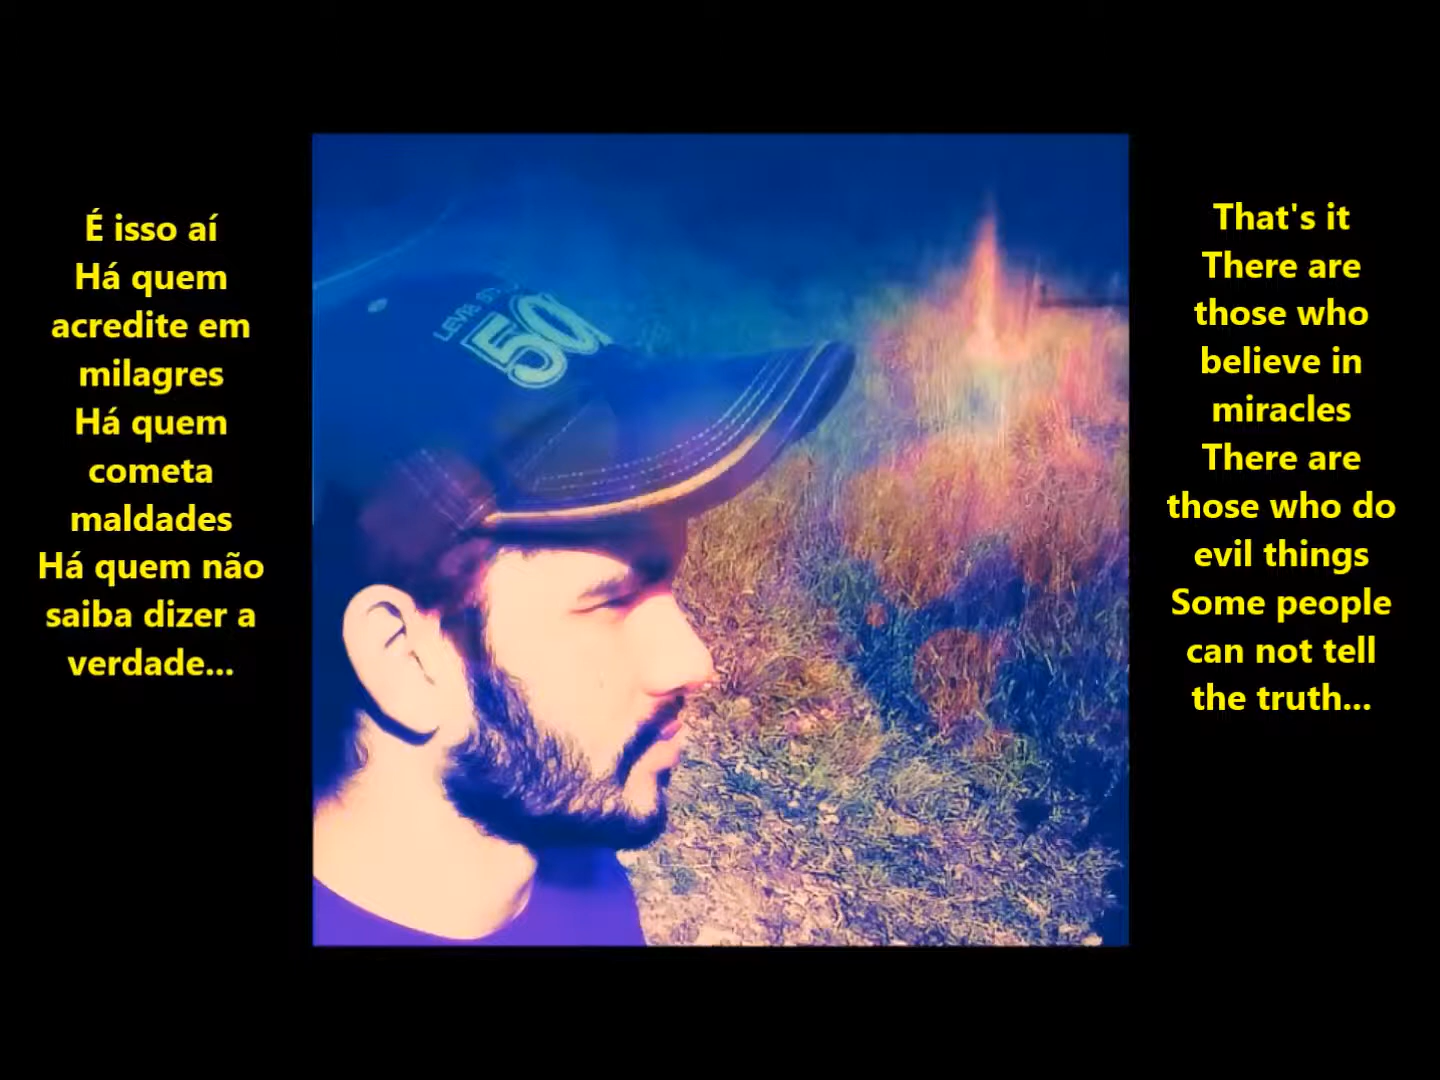 É isso aí
Há quem
acredite em
milagres
Há quem
cometa
maldades
Há quem não
saiba dizer a
verdade...
LEVIS
50
That's it
There are
those who
believe in
miracles
There are
those who do
evil things
Some people
can not tell
the truth...